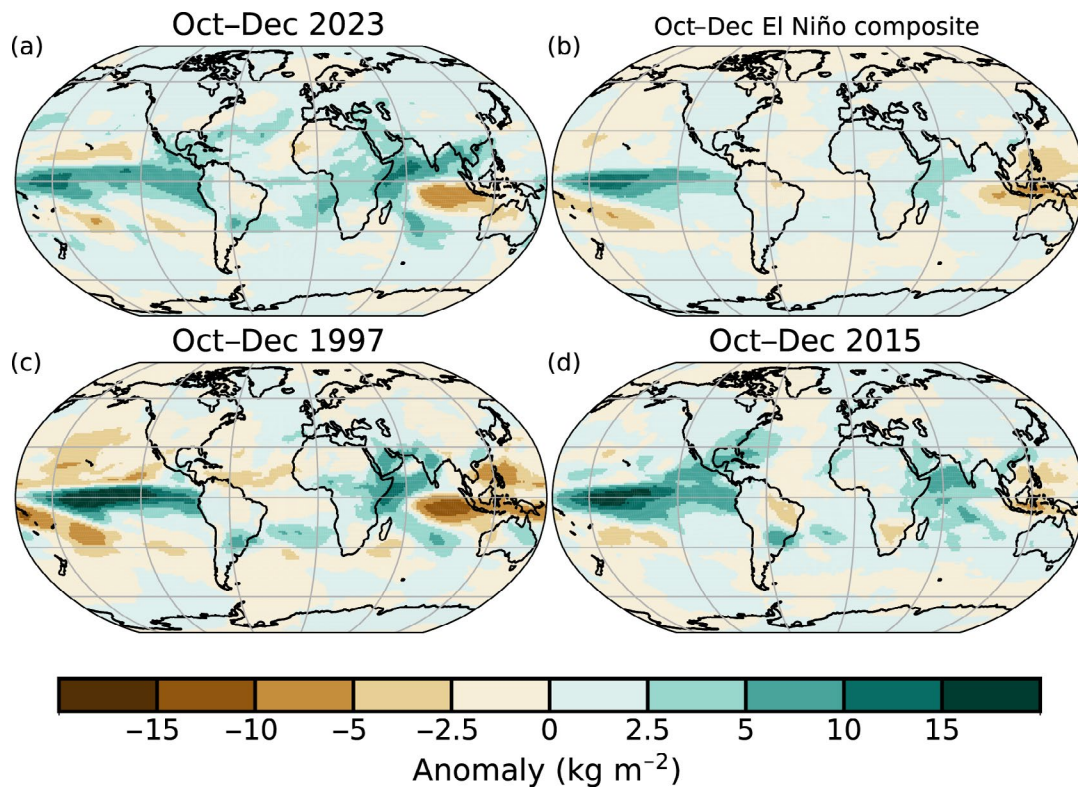 Oct–Dec 2023
(a)
Oct–Dec El Niño composite
(b)
Oct–Dec 1997
(c)
Oct–Dec 2015
(d)
−15 −10 −5 −2.5 0 2.5 5 10 15
Anomaly (kg m⁻²)